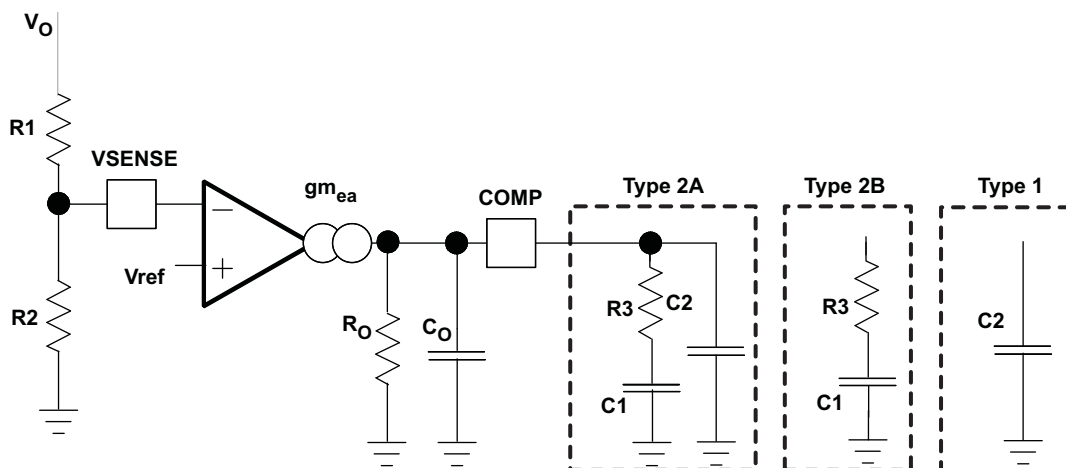 VO
R1
VSENSE
gmea
COMP
Type 2A
Type 2B
Type 1
Vref
R2
RO
CO
R3
C2
C1
R3
C1
C2